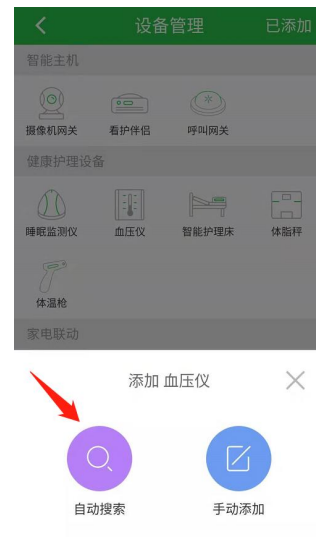 设备管理 已添加
智能主机
摄像机网关 看护伴侣 呼叫网关
健康护理设备
睡眠监测仪 血压仪 智能护理床 体脂秤
体温枪
家电联动
添加 血压仪
自动搜索 手动添加